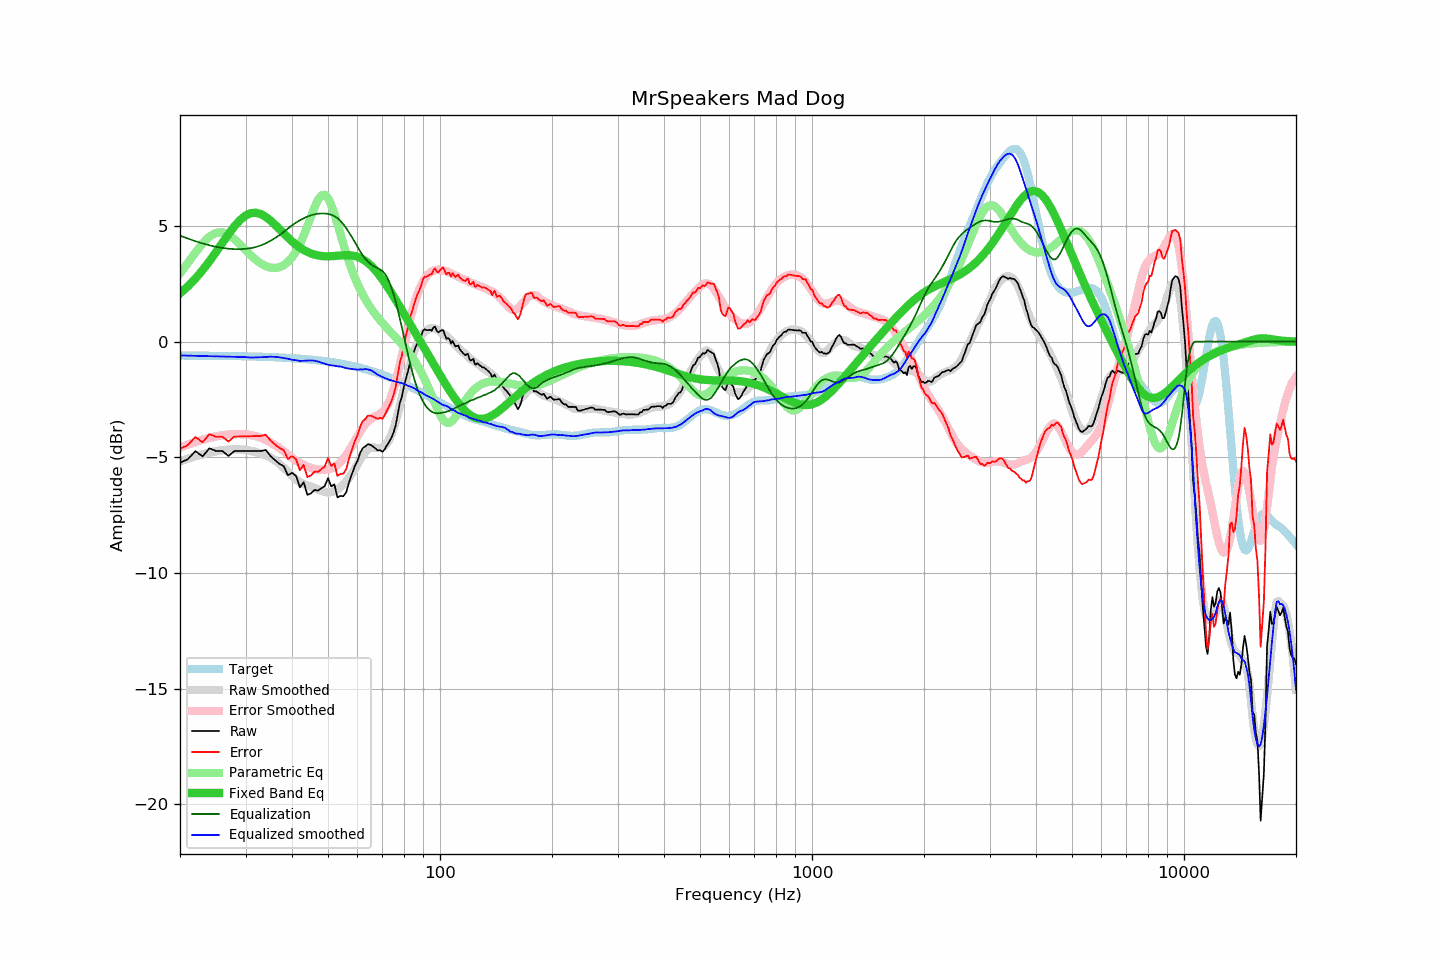 MrSpeakers Mad Dog
Amplitude (dBr)
5
0
−5
−10
−15
−20
Target
Raw Smoothed
Error Smoothed
Raw
Error
Parametric Eq
Fixed Band Eq
Equalization
Equalized smoothed
100
1000
10000
Frequency (Hz)